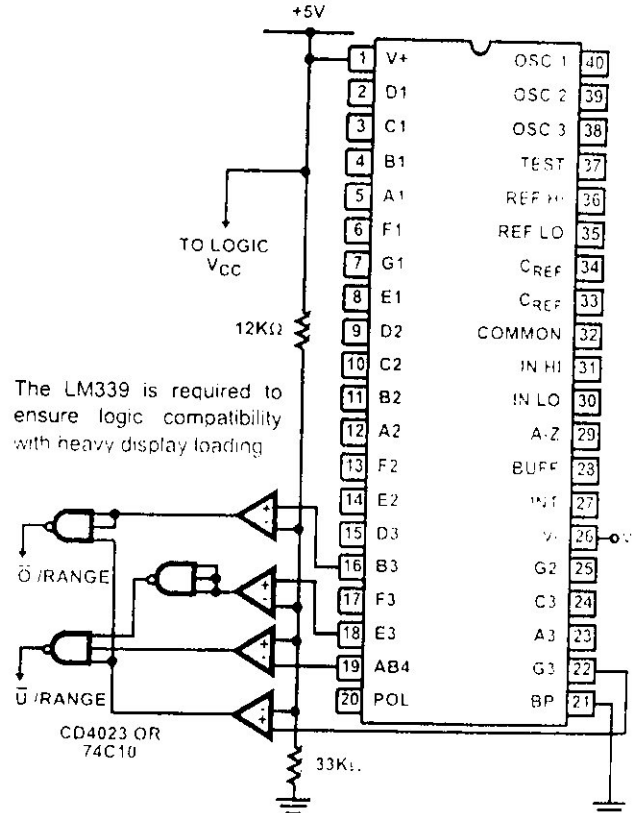 +5V
1 V+ OSC 1 40
2 D1 OSC 2 39
3 C1 OSC 3 38
4 B1 TEST 37
5 A1 REF HI 36
6 F1 REF LO 35
7 G1 CREF 34
8 E1 CREF 33
9 D2 COMMON 32
10 C2 IN HI 31
11 B2 IN LO 30
12 A2 A-Z 29
13 F2 BUFF 28
14 E2 INT 27
15 D3 V- 26 V-
16 B3 G2 25
17 F3 C3 24
18 E3 A3 23
19 AB4 G3 22
20 POL BP 21
TO LOGIC
VCC
12KΩ
The LM339 is required to
ensure logic compatibility
with heavy display loading
+
-
+
-
+
-
-
+
O̅ /RANGE
U̅ /RANGE
CD4023 OR
74C10
33KΩ